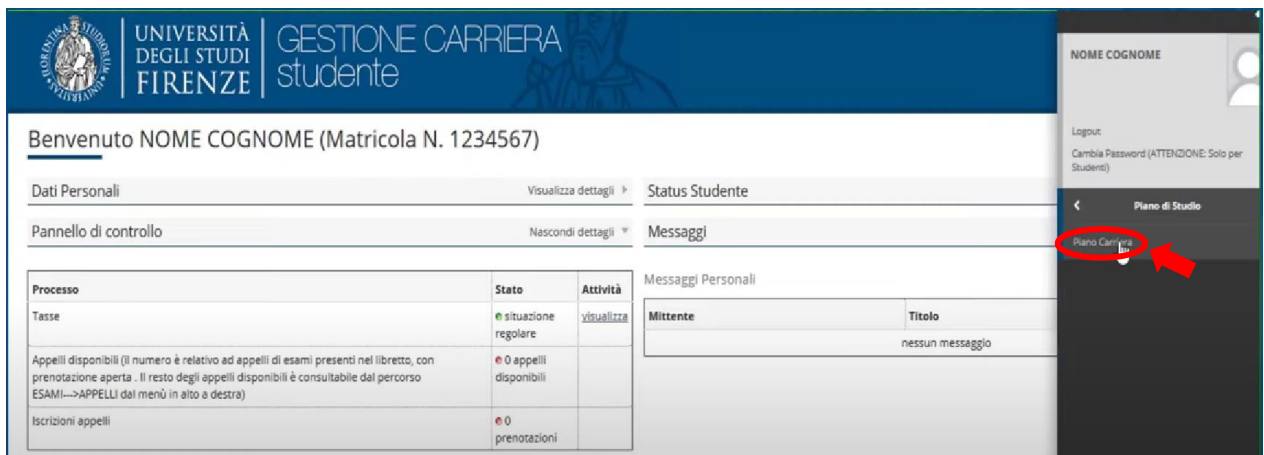 UNIVERSITÀ
DEGLI STUDI
FIRENZE
GESTIONE CARRIERA
studente
Benvenuto NOME COGNOME (Matricola N. 1234567)
Dati Personali
Visualizza dettagli
Pannello di controllo
Nascondi dettagli
Processo
Stato
Attività
Tasse
situazione
regolare
visualizza
Appelli disponibili (il numero è relativo ad appelli di esami presenti nel libretto, con
prenotazione aperta . Il resto degli appelli disponibili è consultabile dal percorso
ESAMI--->APPELLI dal menù in alto a destra)
0 appelli
disponibili
Iscrizioni appelli
0
prenotazioni
Status Studente
Messaggi
Messaggi Personali
Mittente
Titolo
nessun messaggio
NOME COGNOME
Logout
Cambia Password (ATTENZIONE: Solo per
Studenti)
Piano di Studio
Piano Carriera